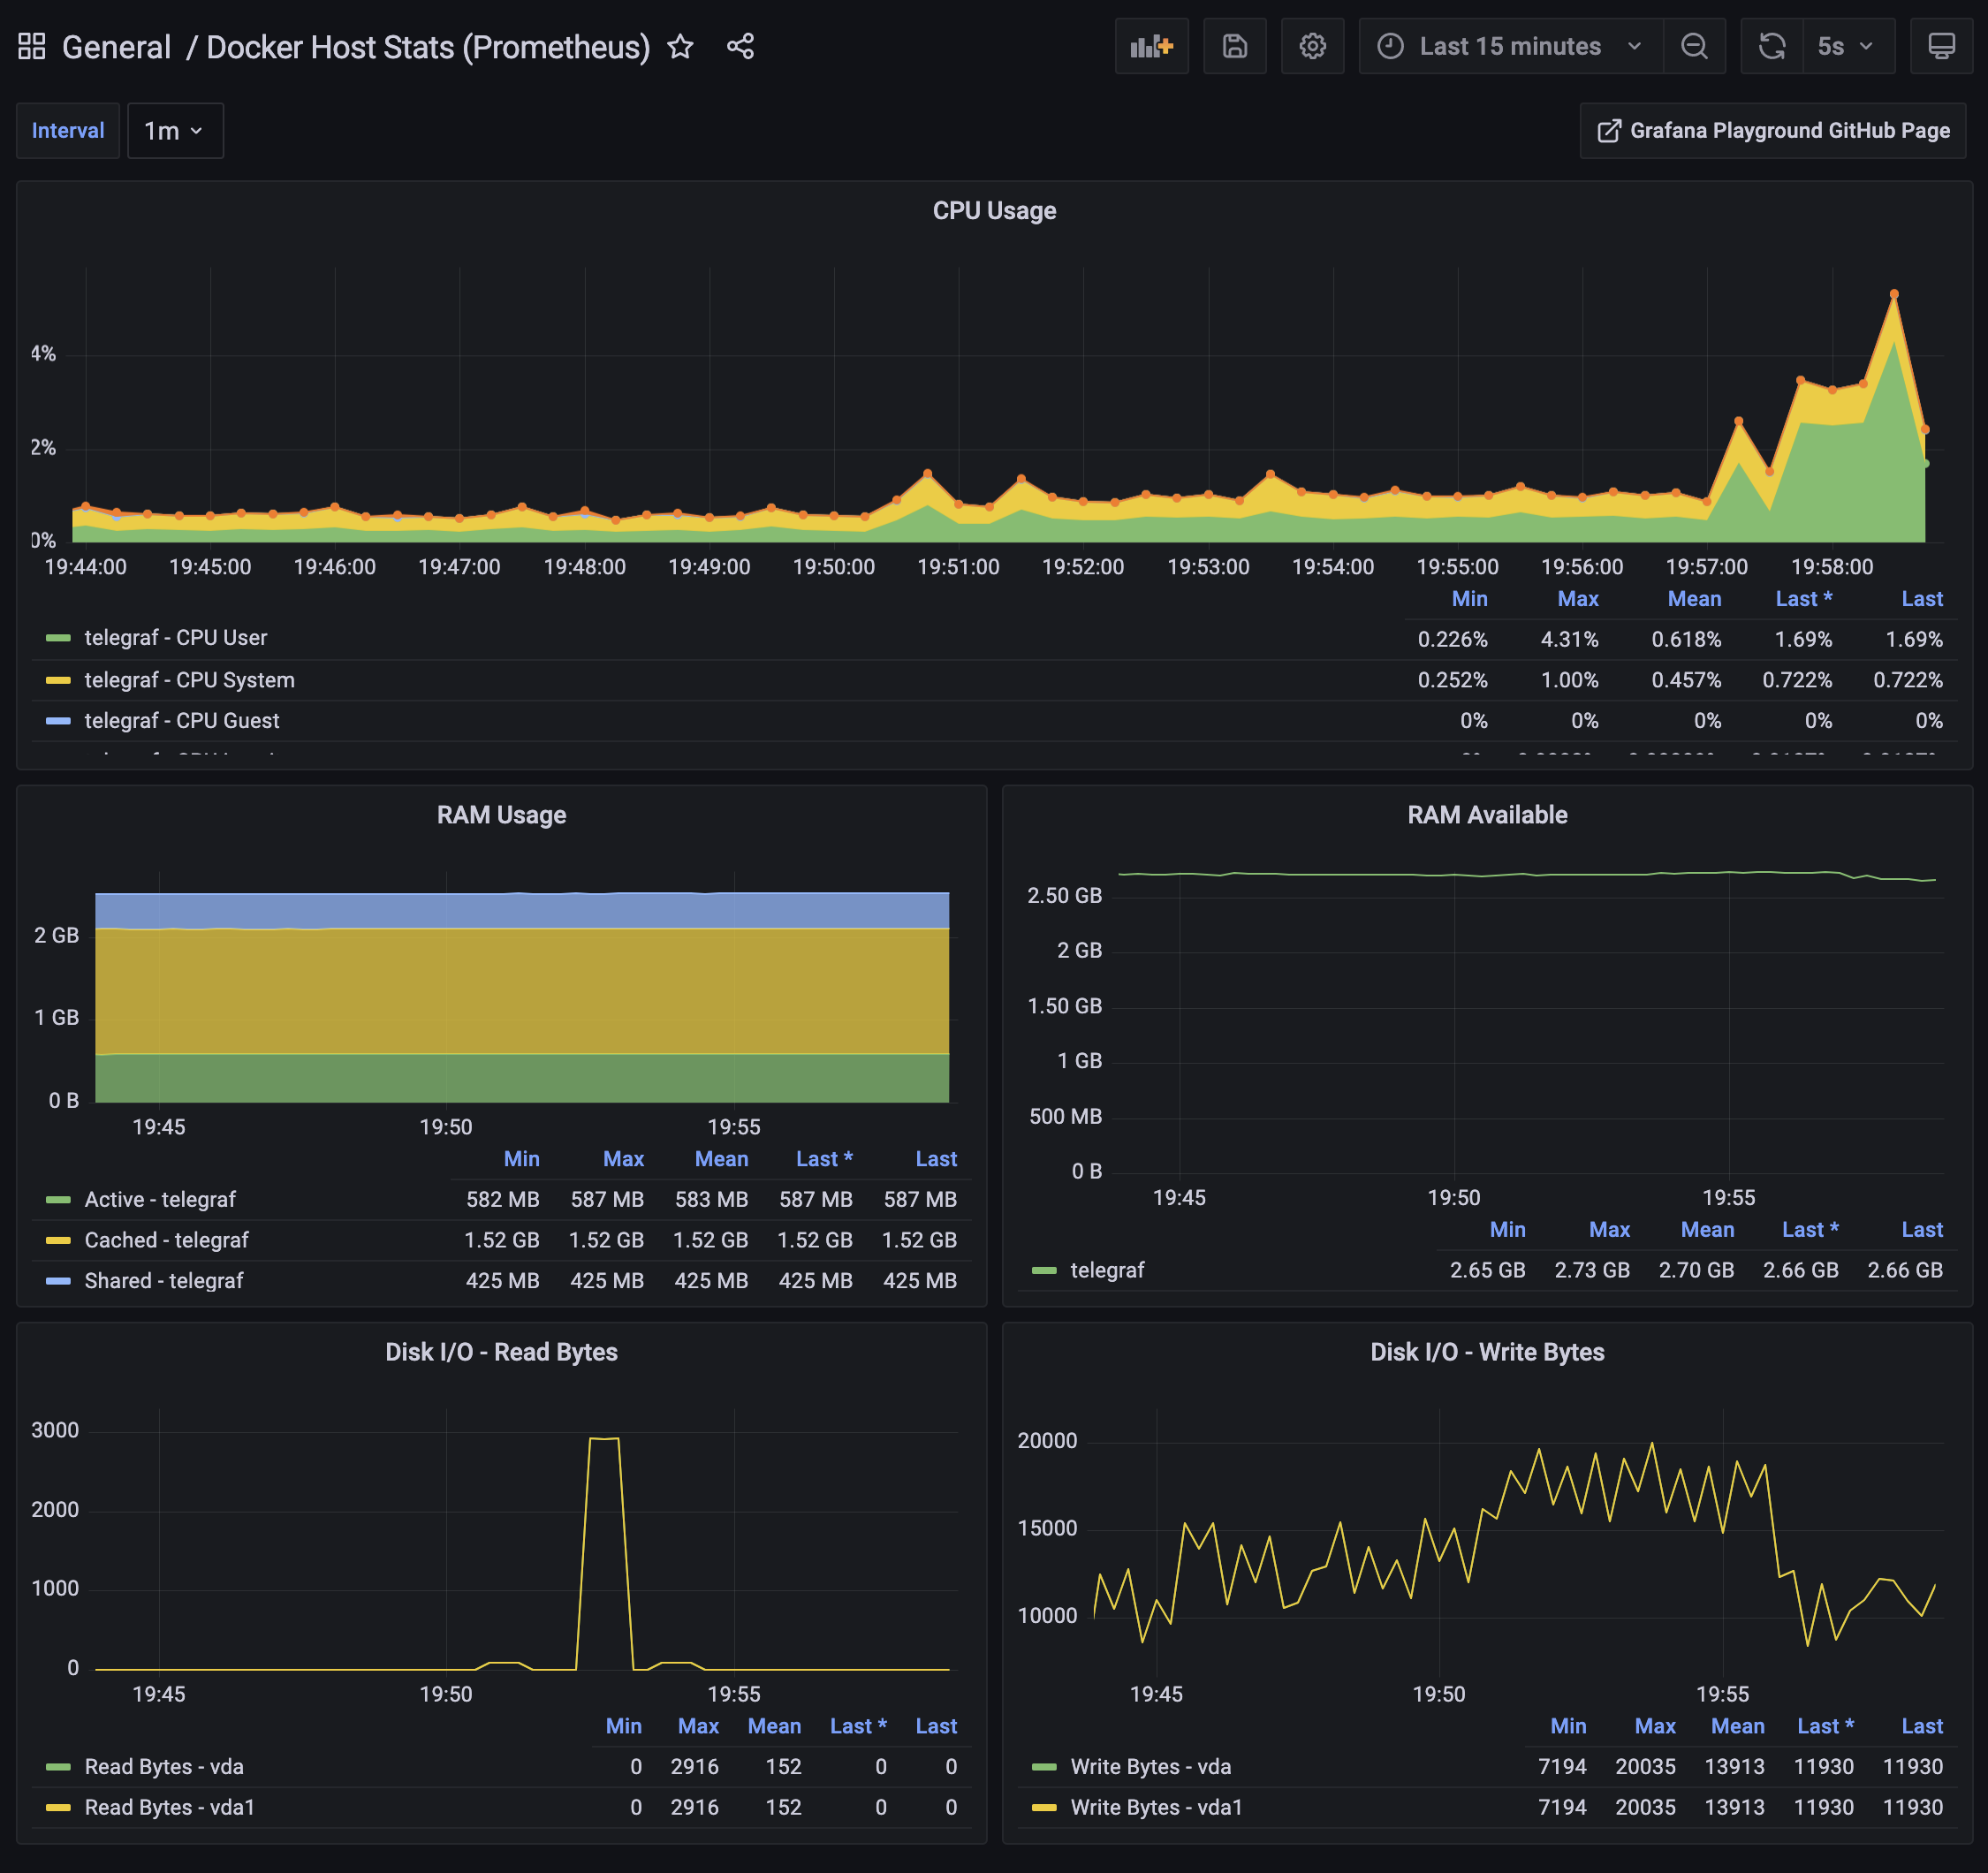 General / Docker Host Stats (Prometheus)
Last 15 minutes
5s
Interval
1m
Grafana Playground GitHub Page
CPU Usage
4%
2%
0%
19:44:00 19:45:00 19:46:00 19:47:00 19:48:00 19:49:00 19:50:00 19:51:00 19:52:00 19:53:00 19:54:00 19:55:00 19:56:00 19:57:00 19:58:00
Min Max Mean Last * Last
telegraf - CPU User 0.226% 4.31% 0.618% 1.69% 1.69%
telegraf - CPU System 0.252% 1.00% 0.457% 0.722% 0.722%
telegraf - CPU Guest 0% 0% 0% 0% 0%
RAM Usage
2 GB
1 GB
0 B
19:45 19:50 19:55
Min Max Mean Last * Last
Active - telegraf 582 MB 587 MB 583 MB 587 MB 587 MB
Cached - telegraf 1.52 GB 1.52 GB 1.52 GB 1.52 GB 1.52 GB
Shared - telegraf 425 MB 425 MB 425 MB 425 MB 425 MB
RAM Available
2.50 GB
2 GB
1.50 GB
1 GB
500 MB
0 B
19:45 19:50 19:55
Min Max Mean Last * Last
telegraf 2.65 GB 2.73 GB 2.70 GB 2.66 GB 2.66 GB
Disk I/O - Read Bytes
3000
2000
1000
0
19:45 19:50 19:55
Min Max Mean Last * Last
Read Bytes - vda 0 2916 152 0 0
Read Bytes - vda1 0 2916 152 0 0
Disk I/O - Write Bytes
20000
15000
10000
19:45 19:50 19:55
Min Max Mean Last * Last
Write Bytes - vda 7194 20035 13913 11930 11930
Write Bytes - vda1 7194 20035 13913 11930 11930